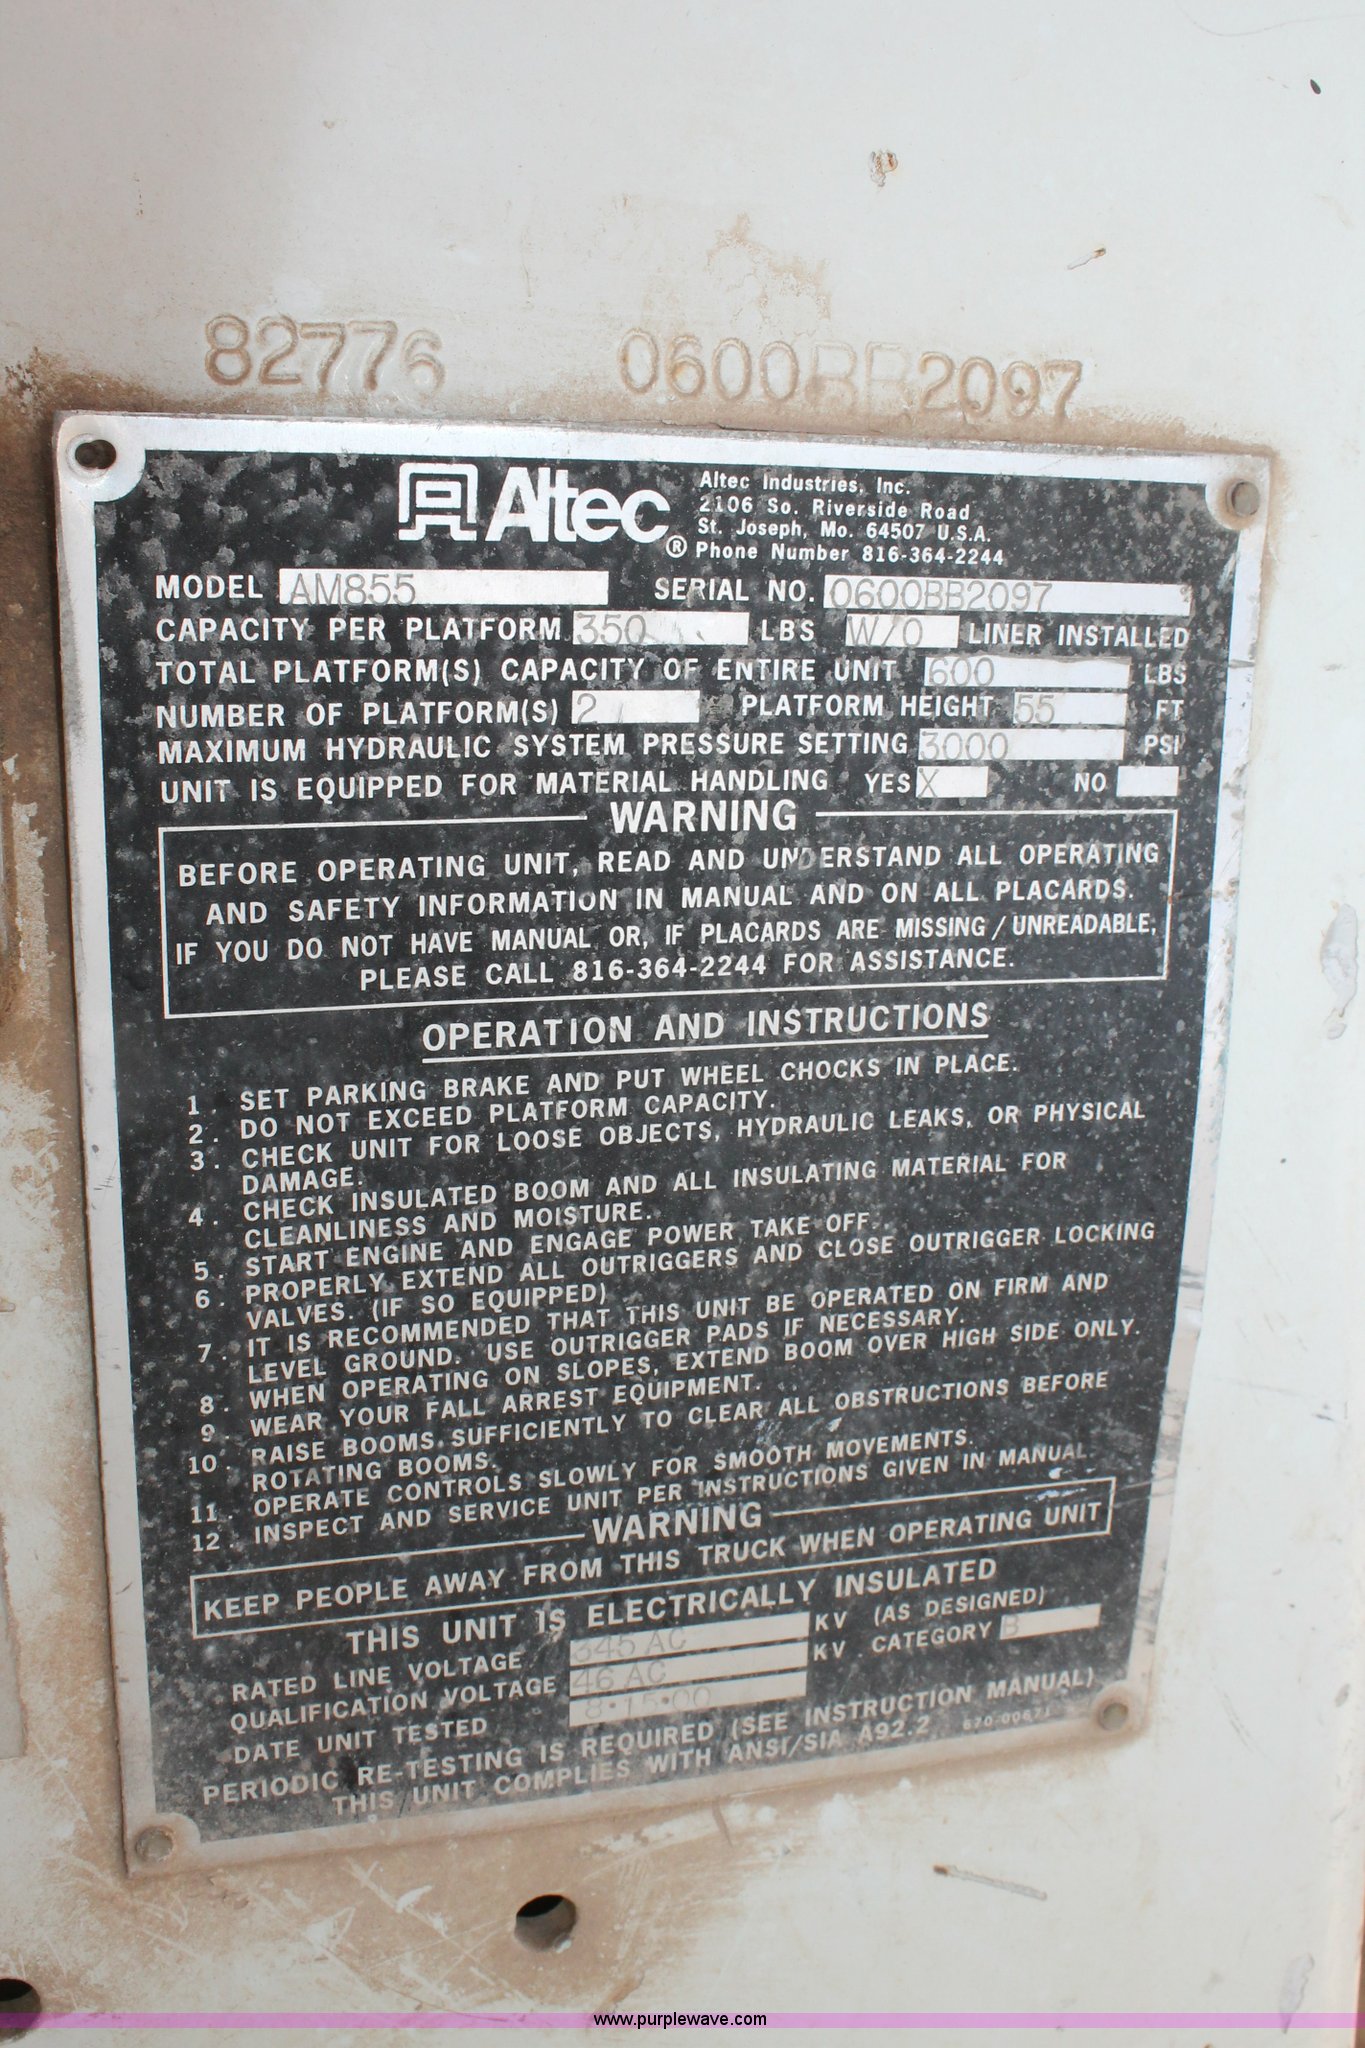 82776 0600BB2097
Altec®
Altec Industries, Inc.
2106 So. Riverside Road
St. Joseph, Mo. 64507 U.S.A.
Phone Number 816-364-2244
MODEL AM855 SERIAL NO. 0600BB2097
CAPACITY PER PLATFORM 350 LBS W/O LINER INSTALLED
TOTAL PLATFORM(S) CAPACITY OF ENTIRE UNIT 600 LBS
NUMBER OF PLATFORM(S) 2 PLATFORM HEIGHT 55 FT
MAXIMUM HYDRAULIC SYSTEM PRESSURE SETTING 3000 PSI
UNIT IS EQUIPPED FOR MATERIAL HANDLING YES X NO
WARNING
BEFORE OPERATING UNIT, READ AND UNDERSTAND ALL OPERATING
AND SAFETY INFORMATION IN MANUAL AND ON ALL PLACARDS.
IF YOU DO NOT HAVE MANUAL OR, IF PLACARDS ARE MISSING/UNREADABLE,
PLEASE CALL 816-364-2244 FOR ASSISTANCE.
OPERATION AND INSTRUCTIONS
1. SET PARKING BRAKE AND PUT WHEEL CHOCKS IN PLACE.
2. DO NOT EXCEED PLATFORM CAPACITY.
3. CHECK UNIT FOR LOOSE OBJECTS, HYDRAULIC LEAKS, OR PHYSICAL
DAMAGE.
4. CHECK INSULATED BOOM AND ALL INSULATING MATERIAL FOR
CLEANLINESS AND MOISTURE.
5. START ENGINE AND ENGAGE POWER TAKE OFF.
6. PROPERLY EXTEND ALL OUTRIGGERS AND CLOSE OUTRIGGER LOCKING
VALVES. (IF SO EQUIPPED)
7. IT IS RECOMMENDED THAT THIS UNIT BE OPERATED ON FIRM AND
LEVEL GROUND. USE OUTRIGGER PADS IF NECESSARY.
8. WHEN OPERATING ON SLOPES, EXTEND BOOM OVER HIGH SIDE ONLY.
9. WEAR YOUR FALL ARREST EQUIPMENT.
10. RAISE BOOMS SUFFICIENTLY TO CLEAR ALL OBSTRUCTIONS BEFORE
ROTATING BOOMS.
11. OPERATE CONTROLS SLOWLY FOR SMOOTH MOVEMENTS.
12. INSPECT AND SERVICE UNIT PER INSTRUCTIONS GIVEN IN MANUAL.
WARNING
KEEP PEOPLE AWAY FROM THIS TRUCK WHEN OPERATING UNIT
THIS UNIT IS ELECTRICALLY INSULATED
RATED LINE VOLTAGE 345 AC KV (AS DESIGNED)
QUALIFICATION VOLTAGE 46 AC KV CATEGORY B
DATE UNIT TESTED 8·15·00
PERIODIC RE-TESTING IS REQUIRED (SEE INSTRUCTION MANUAL)
THIS UNIT COMPLIES WITH ANSI/SIA A92.2 670-00671
www.purplewave.com